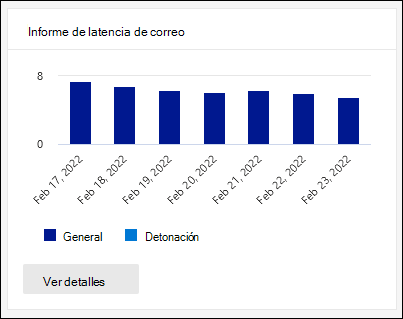 Informe de latencia de correo
8
0
Feb 17, 2022
Feb 18, 2022
Feb 19, 2022
Feb 20, 2022
Feb 21, 2022
Feb 22, 2022
Feb 23, 2022
General
Detonación
Ver detalles